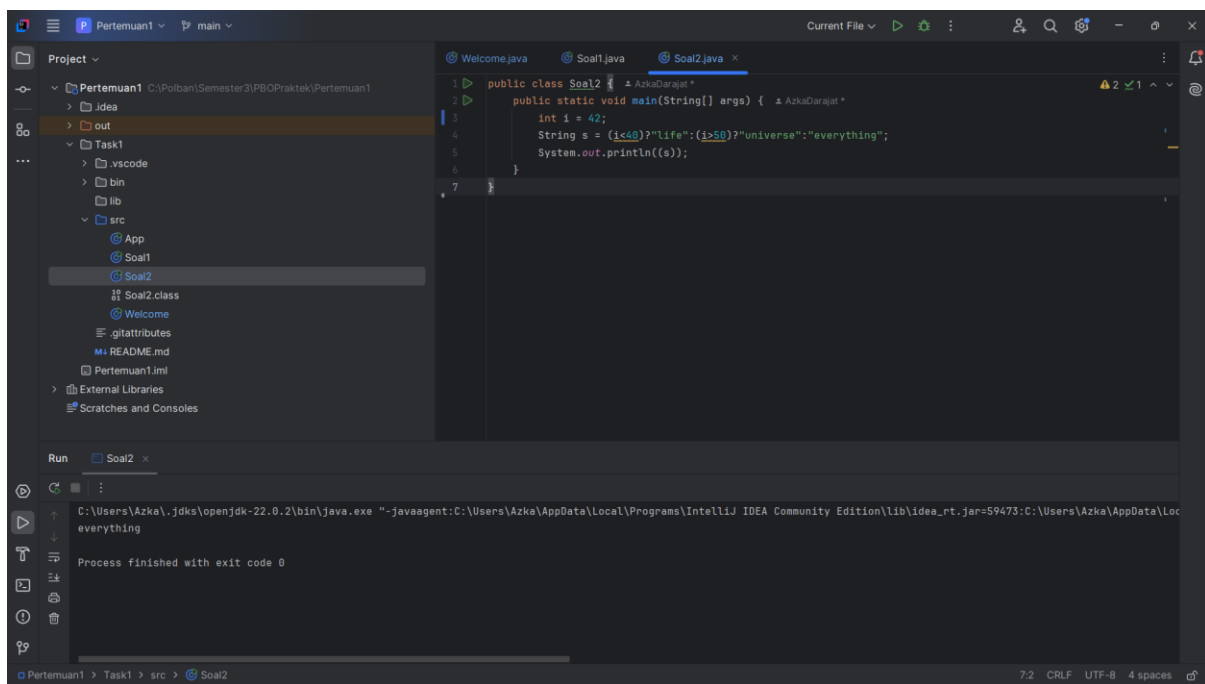 P Pertemuan1 main Current File
Project
Pertemuan1 C:\Polban\Semester3\PBOPraktek\Pertemuan1
.idea
out
Task1
.vscode
bin
lib
src
App
Soal1
Soal2
Soal2.class
Welcome
.gitattributes
M↓ README.md
Pertemuan1.iml
External Libraries
Scratches and Consoles
Welcome.java Soal1.java Soal2.java
1 public class Soal2 { AzkaDarajat *
2 public static void main(String[] args) { AzkaDarajat *
3 int i = 42;
4 String s = (i<40)?"life":(i>50)?"universe":"everything";
5 System.out.println((s));
6 }
7 }
2 1
Run Soal2
C:\Users\Azka\.jdks\openjdk-22.0.2\bin\java.exe "-javaagent:C:\Users\Azka\AppData\Local\Programs\IntelliJ IDEA Community Edition\lib\idea_rt.jar=59473:C:\Users\Azka\AppData\Loc
everything
Process finished with exit code 0
Pertemuan1 > Task1 > src > Soal2 7:2 CRLF UTF-8 4 spaces